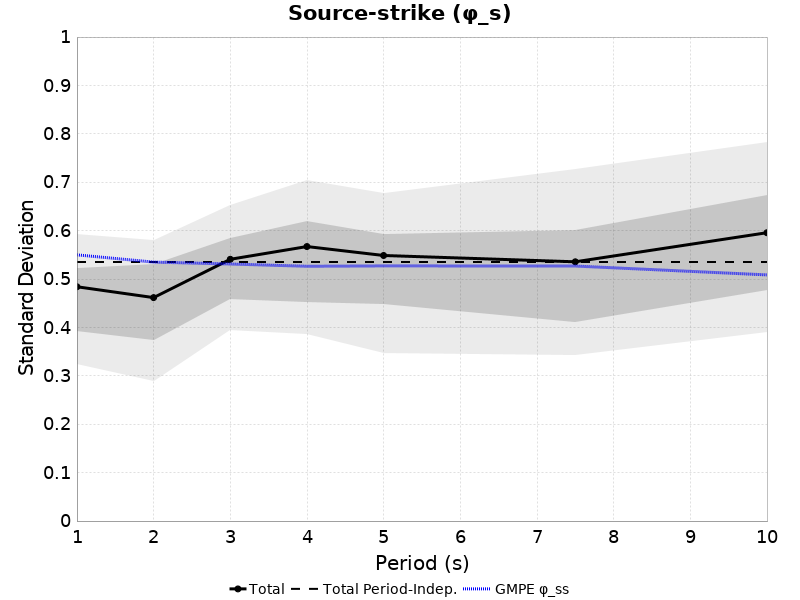 Source-strike (φ_s)
Standard Deviation
1
0.9
0.8
0.7
0.6
0.5
0.4
0.3
0.2
0.1
0
1 2 3 4 5 6 7 8 9 10
Period (s)
Total Total Period-Indep. GMPE φ_ss